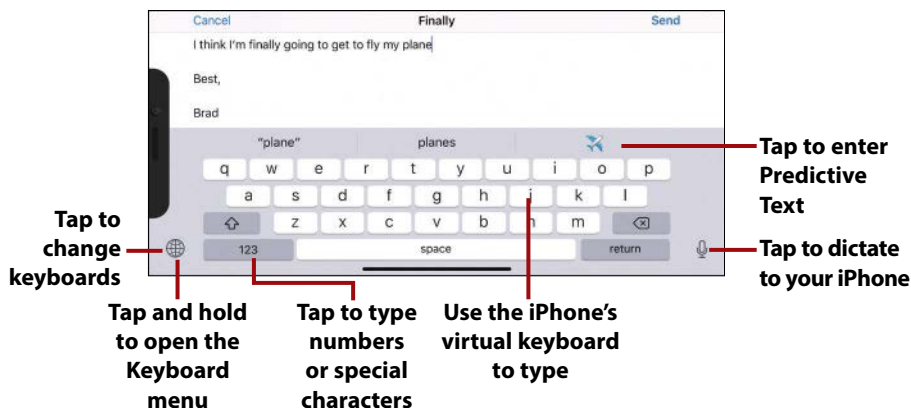 Cancel Finally Send
I think I'm finally going to get to fly my plane
Best,
Brad
"plane" planes
q w e r t y u i o p
a s d f g h j k l
z x c v b n m
123 space return
Tap to enter
Predictive
Text
Tap to
change
keyboards
Tap to dictate
to your iPhone
Tap and hold
to open the
Keyboard
menu
Tap to type
numbers
or special
characters
Use the iPhone’s
virtual keyboard
to type